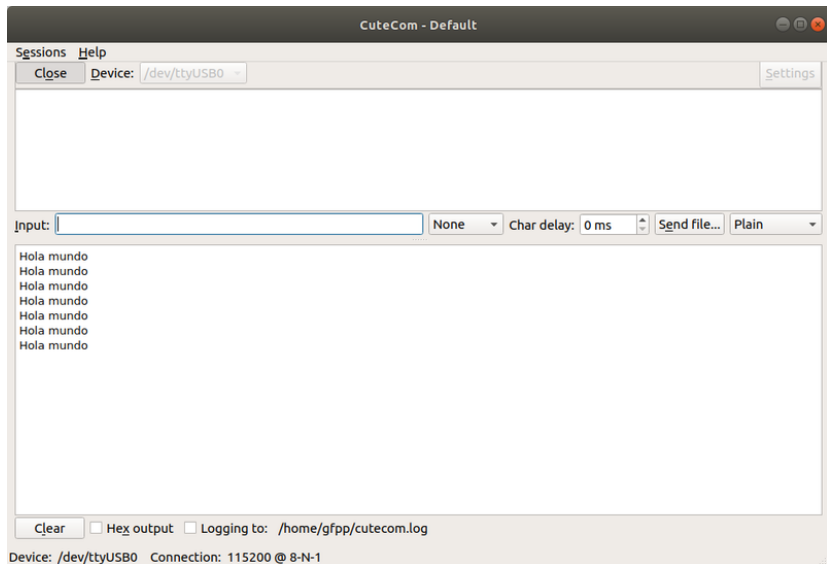 CuteCom - Default
Sessions Help
Close Device: /dev/ttyUSB0 Settings
Input: None Char delay: 0 ms Send file... Plain
Hola mundo
Hola mundo
Hola mundo
Hola mundo
Hola mundo
Hola mundo
Hola mundo
Clear Hex output Logging to: /home/gfpp/cutecom.log
Device: /dev/ttyUSB0 Connection: 115200 @ 8-N-1